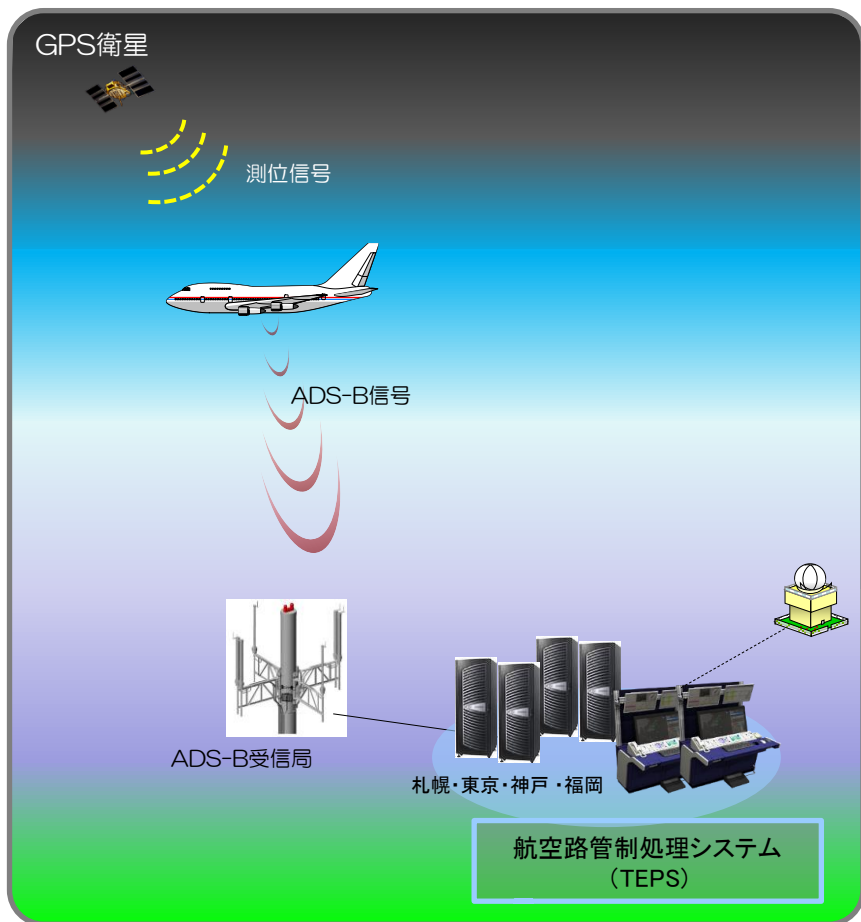 GPS衛星
測位信号
ADS-B信号
ADS-B受信局
札幌・東京・神戸・福岡
航空路管制処理システム
（TEPS）